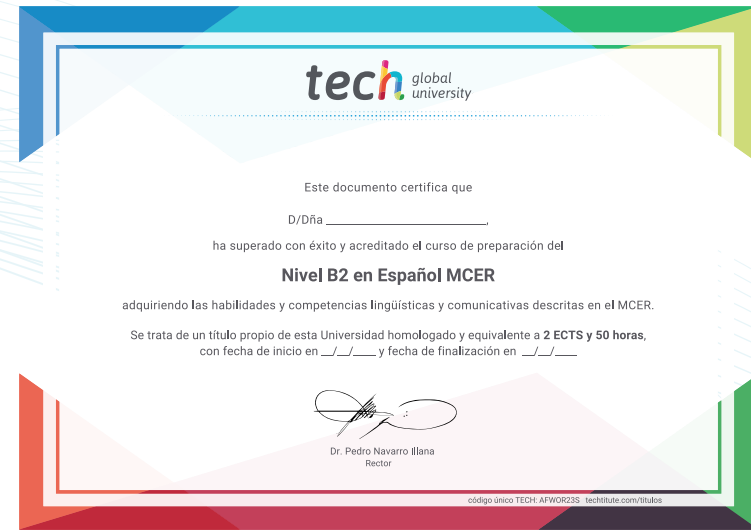 tech global university
Este documento certifica que
D/Dña ________________________,
ha superado con éxito y acreditado el curso de preparación del
Nivel B2 en Español MCER
adquiriendo las habilidades y competencias lingüísticas y comunicativas descritas en el MCER.
Se trata de un título propio de esta Universidad homologado y equivalente a 2 ECTS y 50 horas,
con fecha de inicio en __/__/____ y fecha de finalización en __/__/____
Dr. Pedro Navarro Illana
Rector
código único TECH: AFWOR23S techtitute.com/titulos